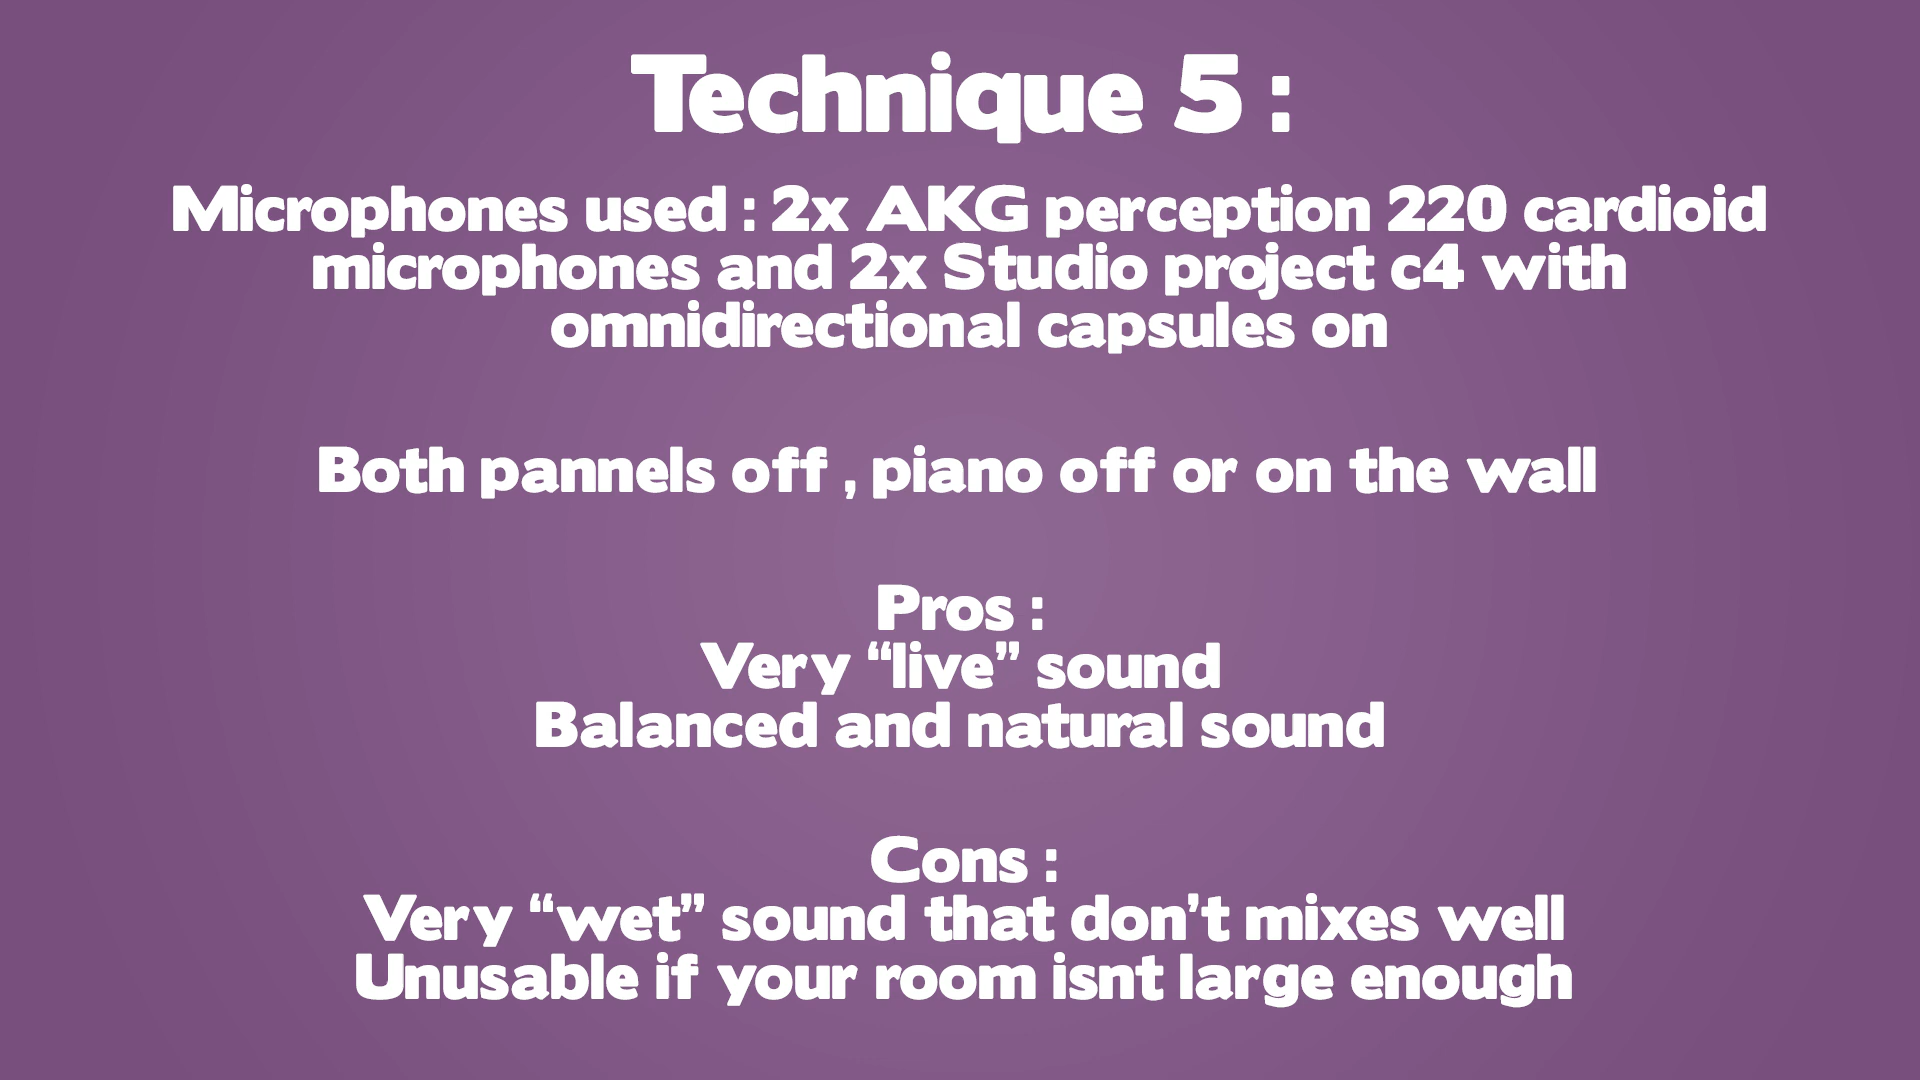 Technique 5 :
Microphones used : 2x AKG perception 220 cardioid
microphones and 2x Studio project c4 with
omnidirectional capsules on
Both pannels off , piano off or on the wall
Pros :
Very “live” sound
Balanced and natural sound
Cons :
Very “wet” sound that don’t mixes well
Unusable if your room isnt large enough